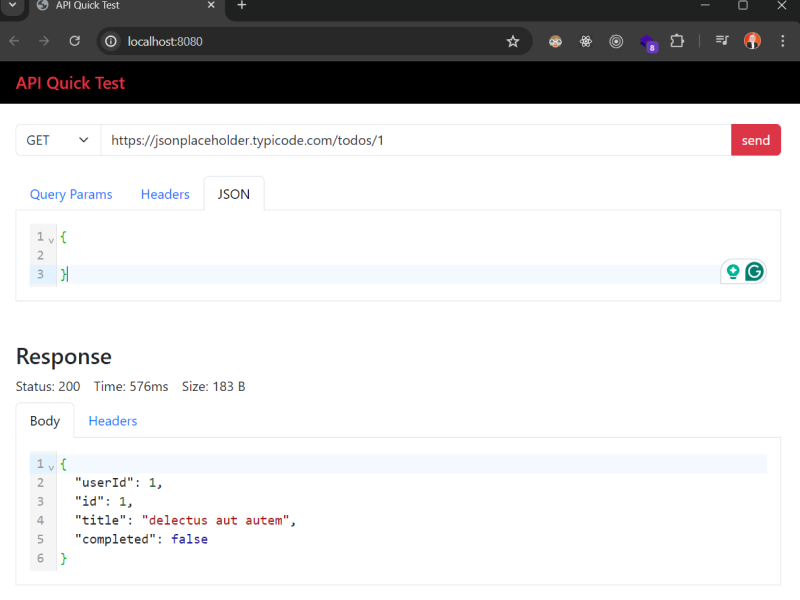 API Quick Test
localhost:8080
8
API Quick Test
GET https://jsonplaceholder.typicode.com/todos/1 send
Query Params Headers JSON
1 {
2
3 }
Response
Status: 200 Time: 576ms Size: 183 B
Body Headers
1 {
2 "userId": 1,
3 "id": 1,
4 "title": "delectus aut autem",
5 "completed": false
6 }